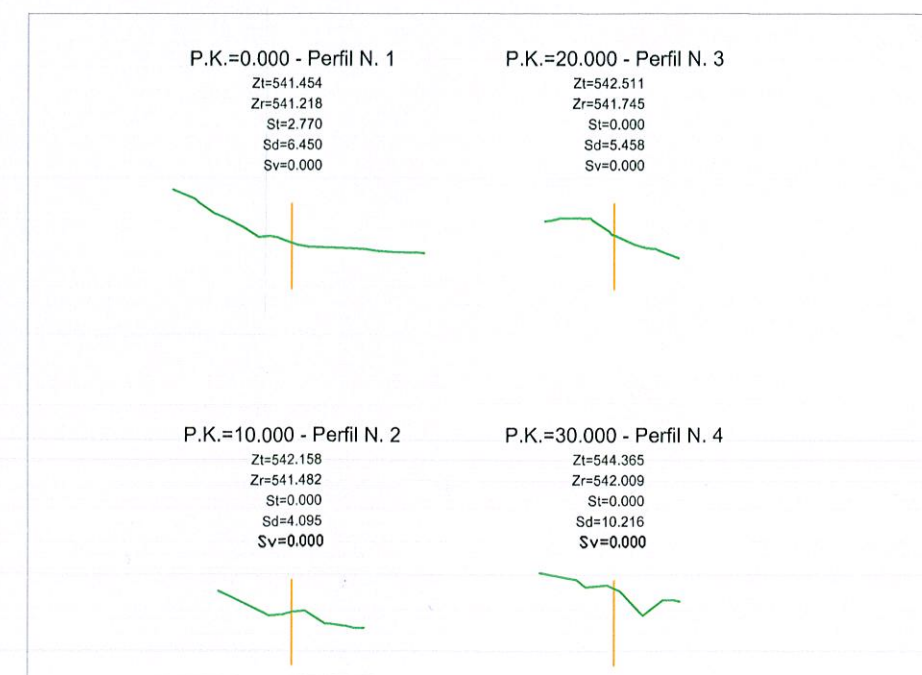 P.K.=0.000 - Perfil N. 1
Zt=541.454
Zr=541.218
St=2.770
Sd=6.450
Sv=0.000
P.K.=20.000 - Perfil N. 3
Zt=542.511
Zr=541.745
St=0.000
Sd=5.458
Sv=0.000
P.K.=10.000 - Perfil N. 2
Zt=542.158
Zr=541.482
St=0.000
Sd=4.095
Sv=0.000
P.K.=30.000 - Perfil N. 4
Zt=544.365
Zr=542.009
St=0.000
Sd=10.216
Sv=0.000